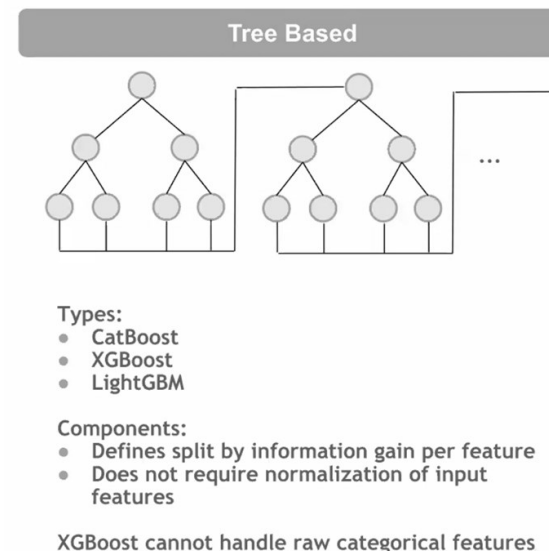 Tree Based
...
Types:
● CatBoost
● XGBoost
● LightGBM
Components:
● Defines split by information gain per feature
● Does not require normalization of input
features
XGBoost cannot handle raw categorical features